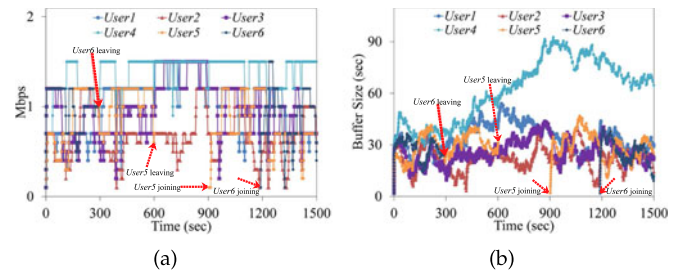 User1 User2 User3
User4 User5 User6
2
1
0
Mbps
User6 leaving
User5 leaving
User5 joining
User6 joining
0 300 600 900 1200 1500
Time (sec)
(a)
User1 User2 User3
User4 User5 User6
90
60
30
0
Buffer Size (sec)
User5 leaving
User6 leaving
User5 joining
User6 joining
0 300 600 900 1200 1500
Time (sec)
(b)